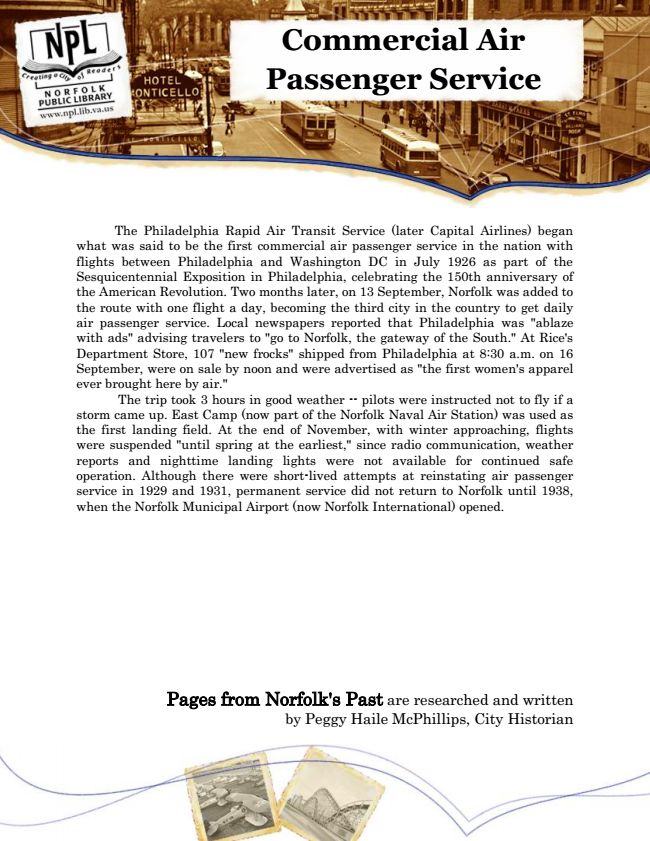 NPL
Creating a City of Readers
NORFOLK
PUBLIC LIBRARY
www.npl.lib.va.us
HOTEL
MONTICELLO
MONTICELLO
Commercial Air
Passenger Service
The Philadelphia Rapid Air Transit Service (later Capital Airlines) began
what was said to be the first commercial air passenger service in the nation with
flights between Philadelphia and Washington DC in July 1926 as part of the
Sesquicentennial Exposition in Philadelphia, celebrating the 150th anniversary of
the American Revolution. Two months later, on 13 September, Norfolk was added to
the route with one flight a day, becoming the third city in the country to get daily
air passenger service. Local newspapers reported that Philadelphia was "ablaze
with ads" advising travelers to "go to Norfolk, the gateway of the South." At Rice's
Department Store, 107 "new frocks" shipped from Philadelphia at 8:30 a.m. on 16
September, were on sale by noon and were advertised as "the first women's apparel
ever brought here by air."
The trip took 3 hours in good weather -- pilots were instructed not to fly if a
storm came up. East Camp (now part of the Norfolk Naval Air Station) was used as
the first landing field. At the end of November, with winter approaching, flights
were suspended "until spring at the earliest," since radio communication, weather
reports and nighttime landing lights were not available for continued safe
operation. Although there were short-lived attempts at reinstating air passenger
service in 1929 and 1931, permanent service did not return to Norfolk until 1938,
when the Norfolk Municipal Airport (now Norfolk International) opened.
Pages from Norfolk's Past are researched and written
by Peggy Haile McPhillips, City Historian